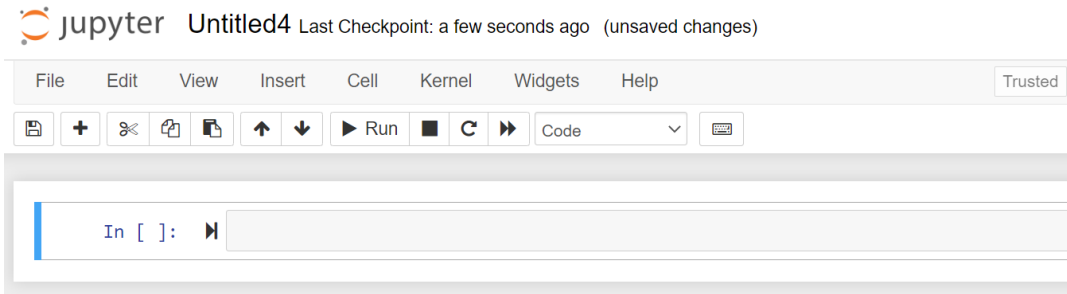 jupyter Untitled4 Last Checkpoint: a few seconds ago (unsaved changes)
File Edit View Insert Cell Kernel Widgets Help Trusted
Run Code
In [ ]: